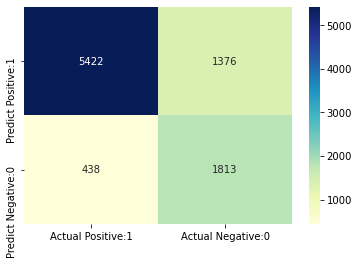 Predict Positive:1
5422 1376
Predict Negative:0
438 1813
Actual Positive:1 Actual Negative:0
5000
4000
3000
2000
1000